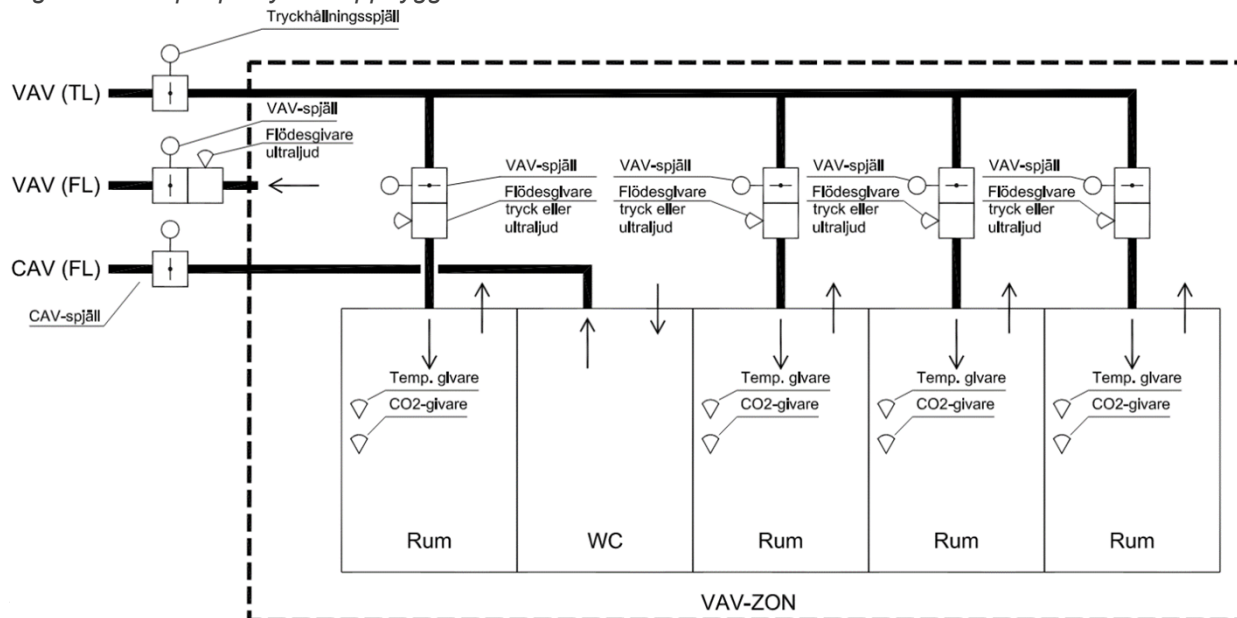 Tryckhållningsspjäll
VAV (TL)
VAV-spjäll
Flödesgivare
ultraljud
VAV (FL)
VAV-spjäll
Flödesgivare
tryck eller
ultraljud
VAV-spjäll
Flödesgivare
tryck eller
ultraljud
VAV-spjäll
Flödesgivare
tryck eller
ultraljud
VAV-spjäll
Flödesgivare
tryck eller
ultraljud
CAV (FL)
CAV-spjäll
Temp. givare
CO2-givare
Temp. givare
CO2-givare
Temp. givare
CO2-givare
Temp. givare
CO2-givare
Rum
WC
Rum
Rum
Rum
VAV-ZON